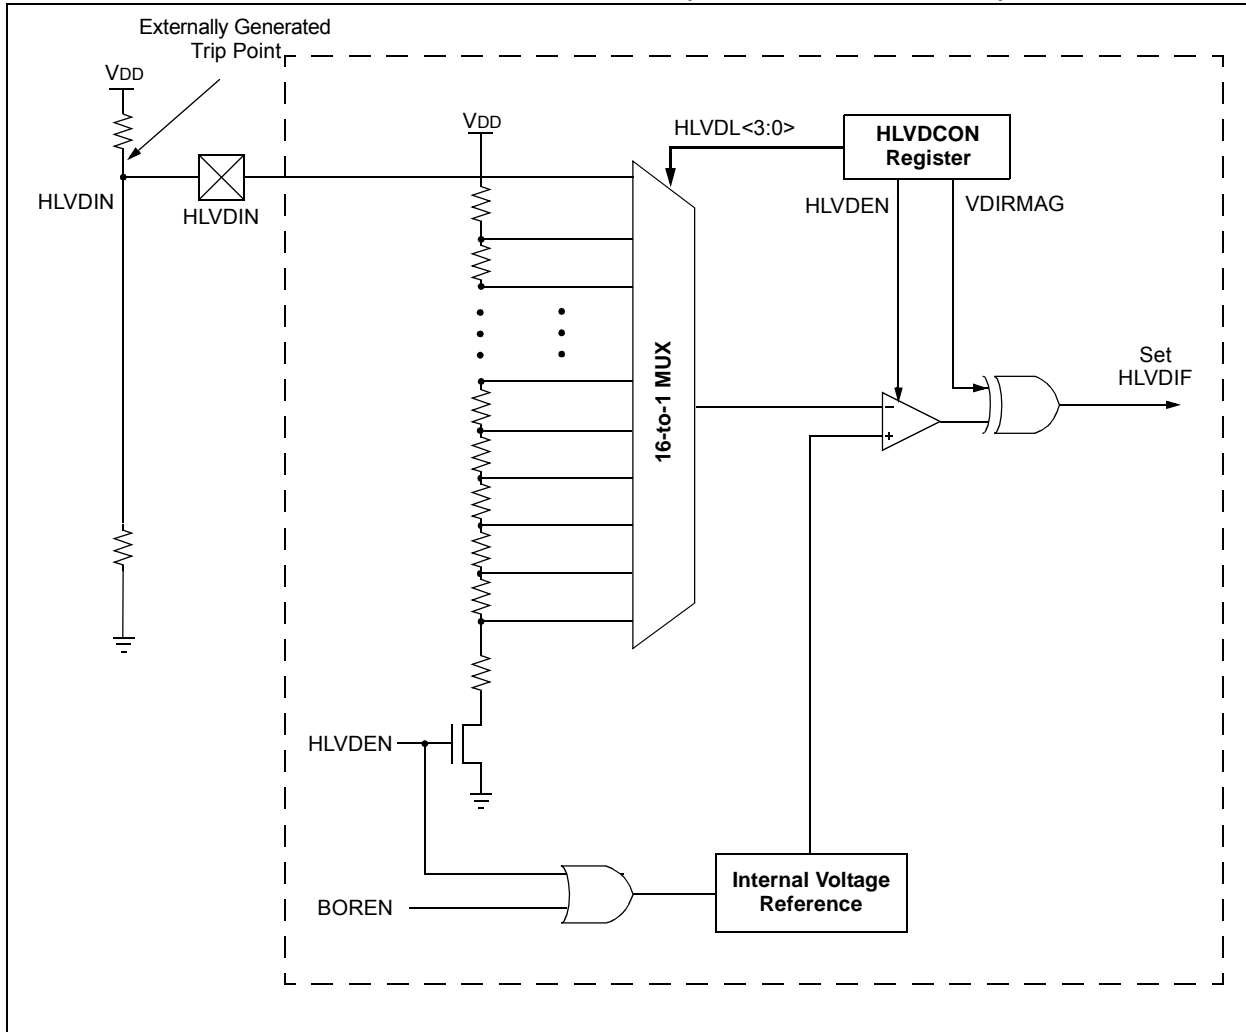 Externally Generated
Trip Point
VDD
VDD
HLVDL<3:0>
HLVDCON
Register
HLVDIN
HLVDIN
HLVDEN
VDIRMAG
16-to-1 MUX
Set
HLVDIF
–
+
HLVDEN
BOREN
Internal Voltage
Reference